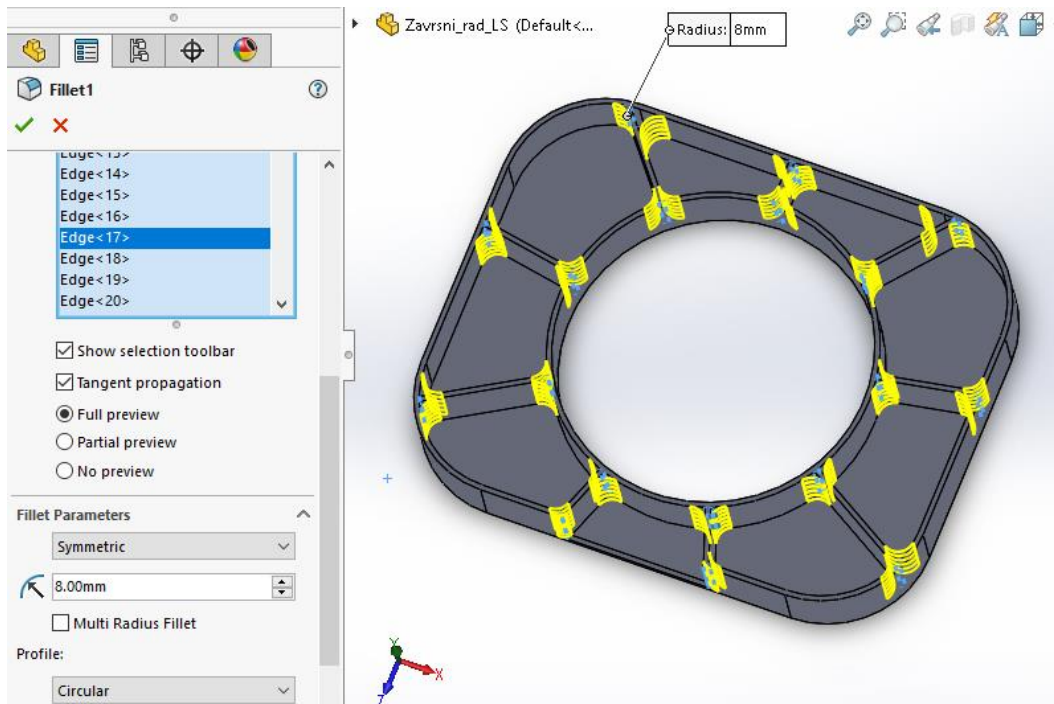 Zavrsni_rad_LS (Default<...
Radius: 8mm
Fillet1
Edge<13>
Edge<14>
Edge<15>
Edge<16>
Edge<17>
Edge<18>
Edge<19>
Edge<20>
Show selection toolbar
Tangent propagation
Full preview
Partial preview
No preview
Fillet Parameters
Symmetric
8.00mm
Multi Radius Fillet
Profile:
Circular
Y
X
Z